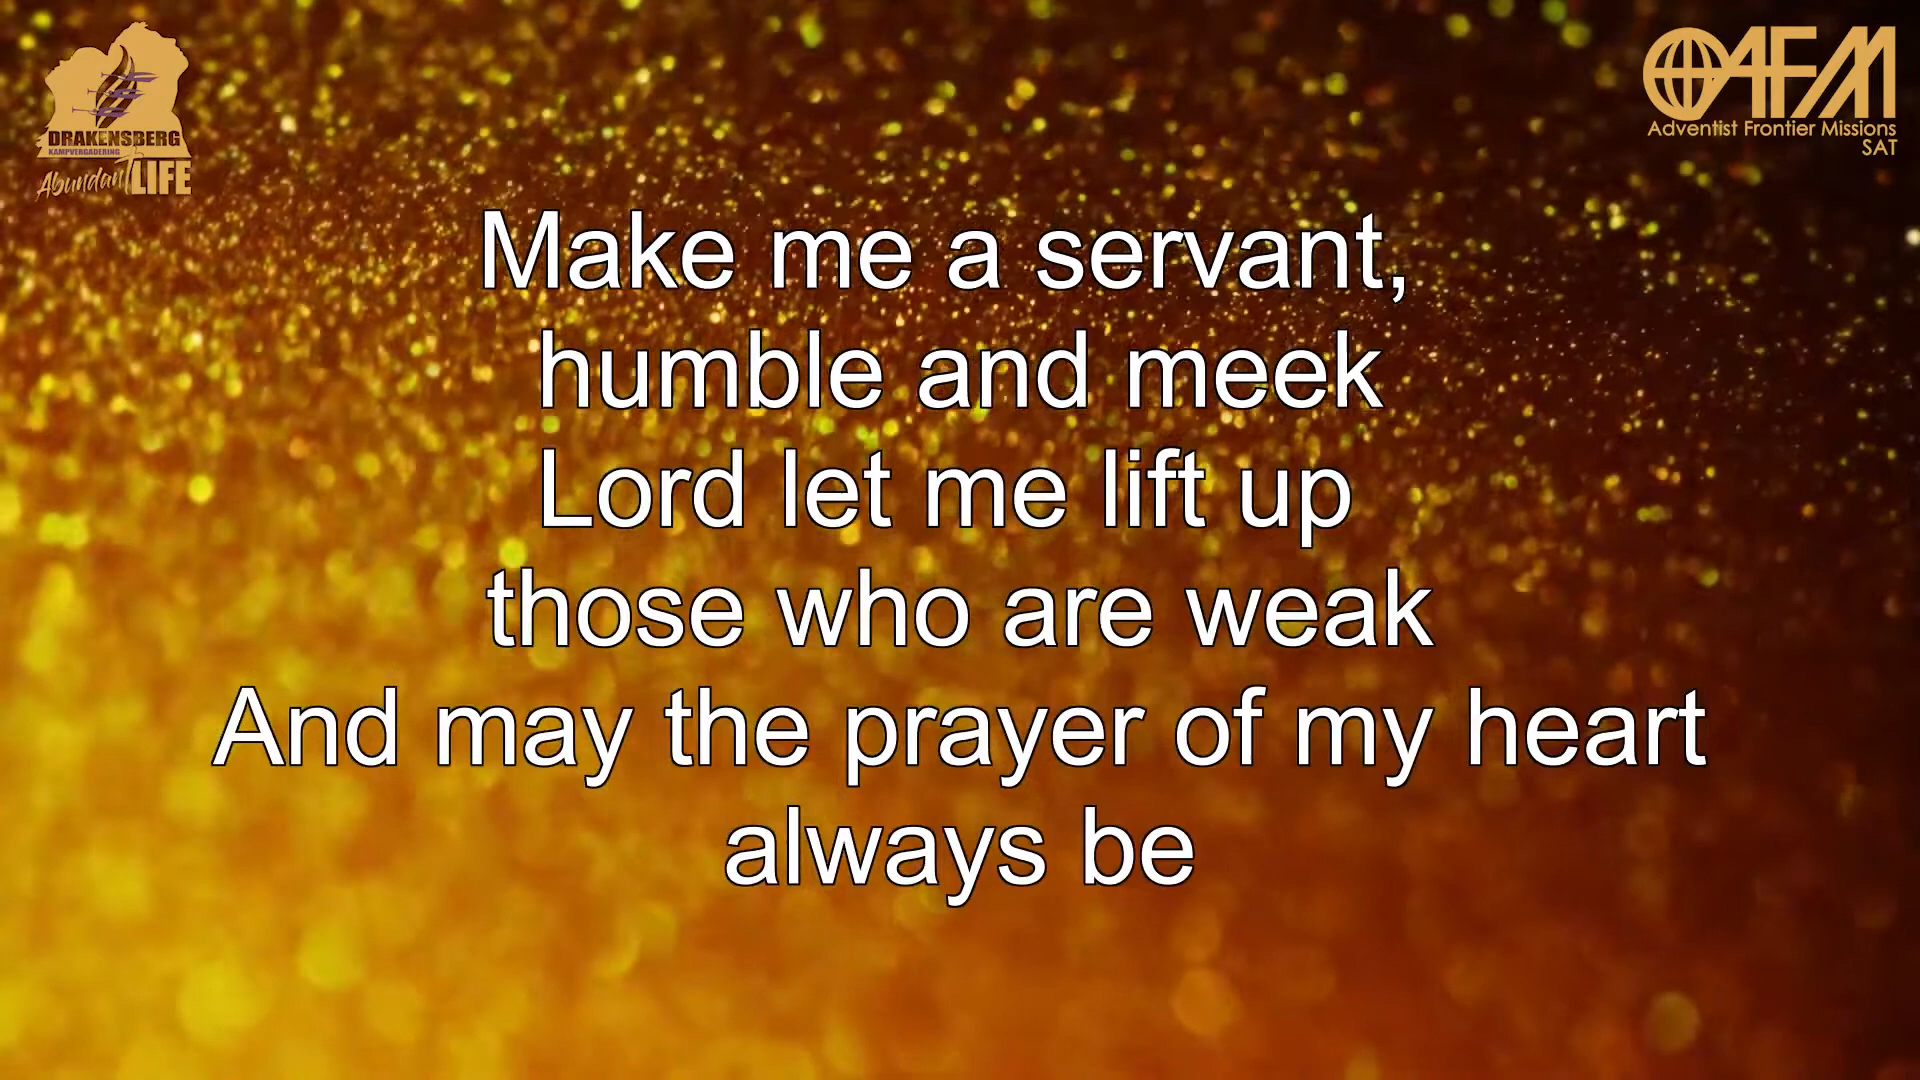 DRAKENSBERG
KAMPVERGADERING
Abundant LIFE
AFM
Adventist Frontier Missions
SAT
Make me a servant,
humble and meek
Lord let me lift up
those who are weak
And may the prayer of my heart
always be